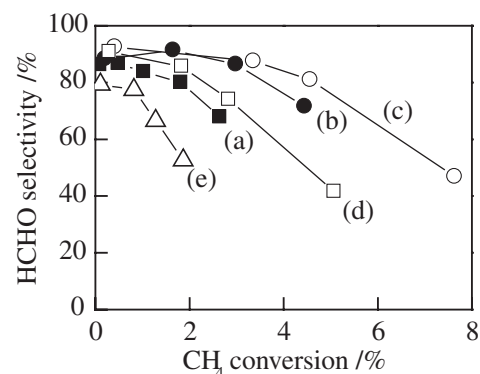 HCHO selectivity /%
100
80
60
40
20
0
(a)
(b)
(c)
(d)
(e)
0 2 4 6 8
CH4 conversion /%